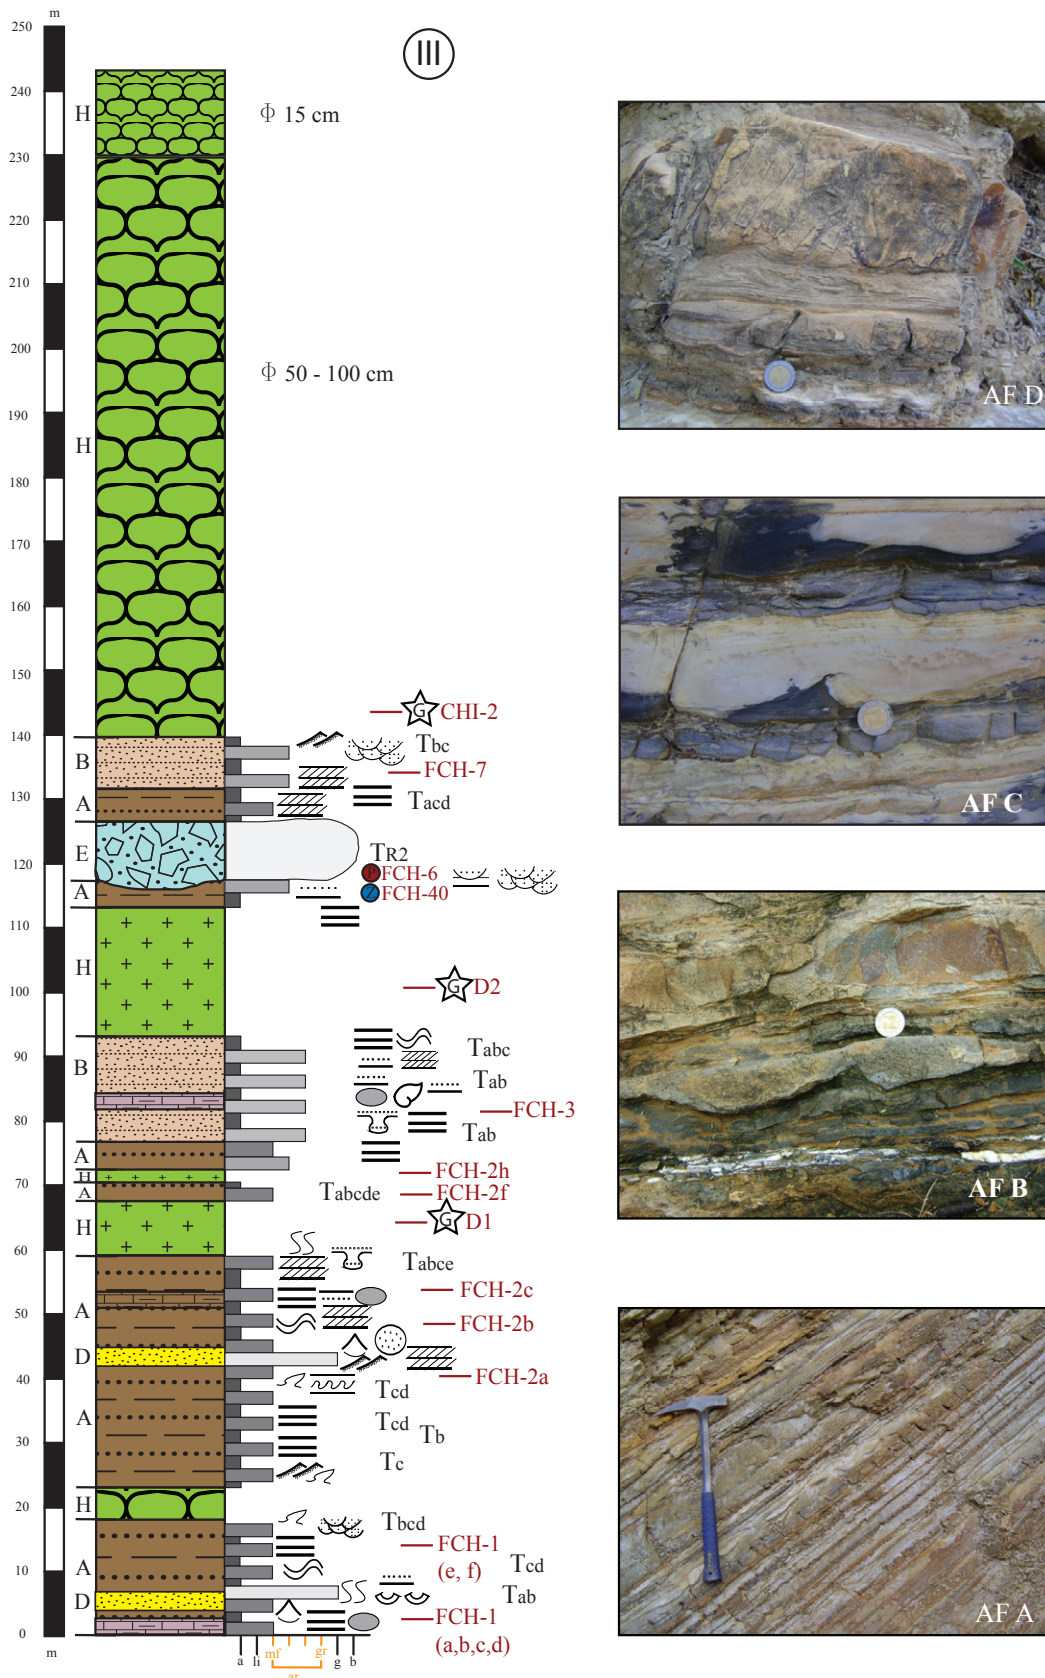 m
250
III
240
H
Φ 15 cm
230
220
210
200
Φ 50 - 100 cm
190
H
180
170
160
150
G CHI-2
140
Tbc
B
FCH-7
130
A
Tacd
E
TR2
120
P FCH-6
A
Z FCH-40
110
H
100
G D2
90
B
Tabc
Tab
FCH-3
80
Tab
A
H
FCH-2h
70
A
Tabcde
FCH-2f
H
G D1
60
Tabce
FCH-2c
50
A
FCH-2b
D
40
FCH-2a
Tcd
A
Tcd
Tb
30
Tc
20
H
Tbcd
FCH-1
(e, f)
Tcd
10
A
Tab
D
FCH-1
(a,b,c,d)
0
m
a li mf gr g b
ar
AF D
AF C
AF B
AF A